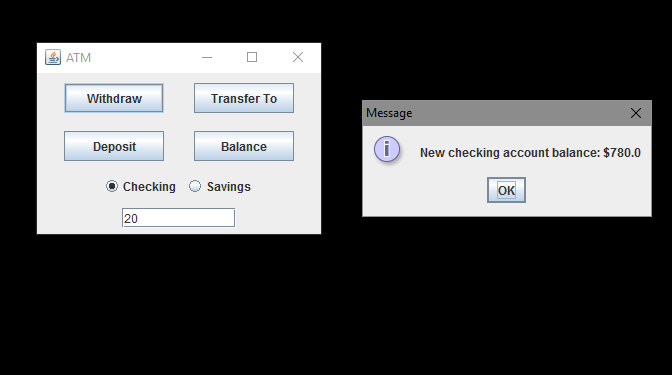 ATM
Withdraw
Transfer To
Deposit
Balance
Checking
Savings
20
Message
New checking account balance: $780.0
OK